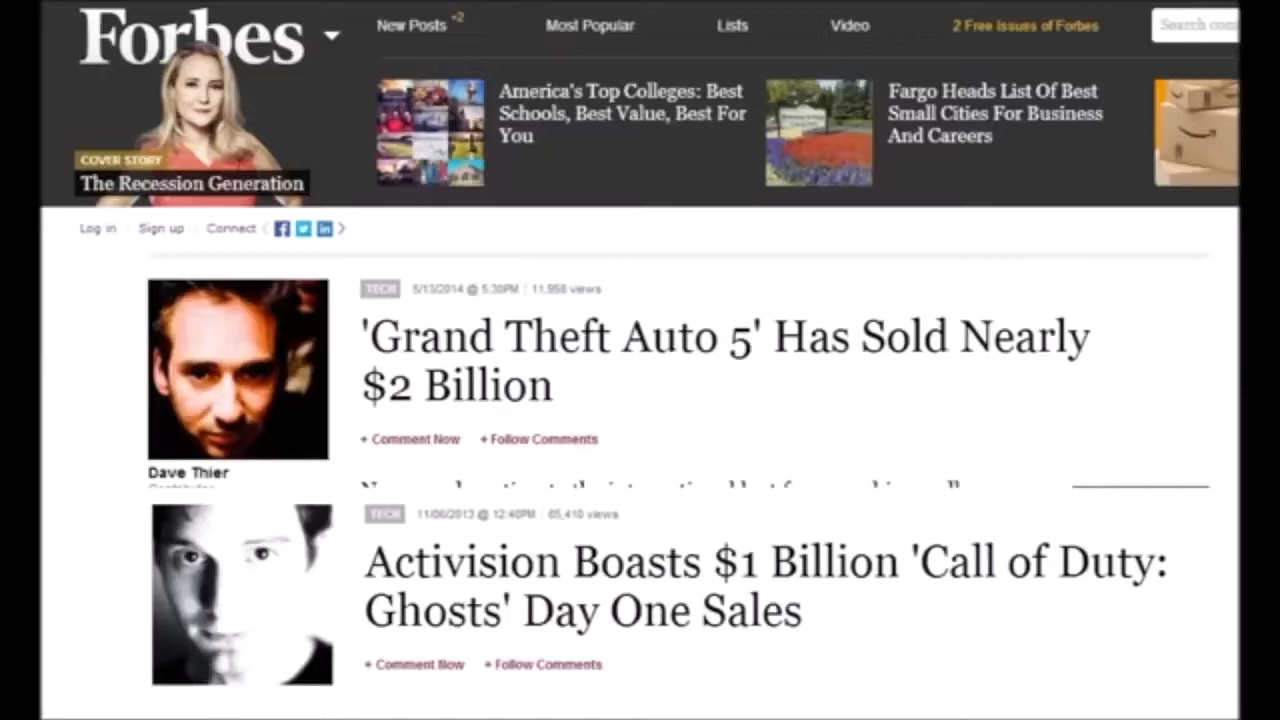 Forbes
New Posts +2
Most Popular
Lists
Video
2 Free Issues of Forbes
Search com
America's Top Colleges: Best
Schools, Best Value, Best For
You
Fargo Heads List Of Best
Small Cities For Business
And Careers
COVER STORY
The Recession Generation
Log in
Sign up
Connect
TECH 5/13/2014 @ 5:30PM 11,958 views
'Grand Theft Auto 5' Has Sold Nearly
$2 Billion
+ Comment Now + Follow Comments
Dave Thier
TECH 11/06/2013 @ 12:40PM 65,410 views
Activision Boasts $1 Billion 'Call of Duty:
Ghosts' Day One Sales
+ Comment Now + Follow Comments